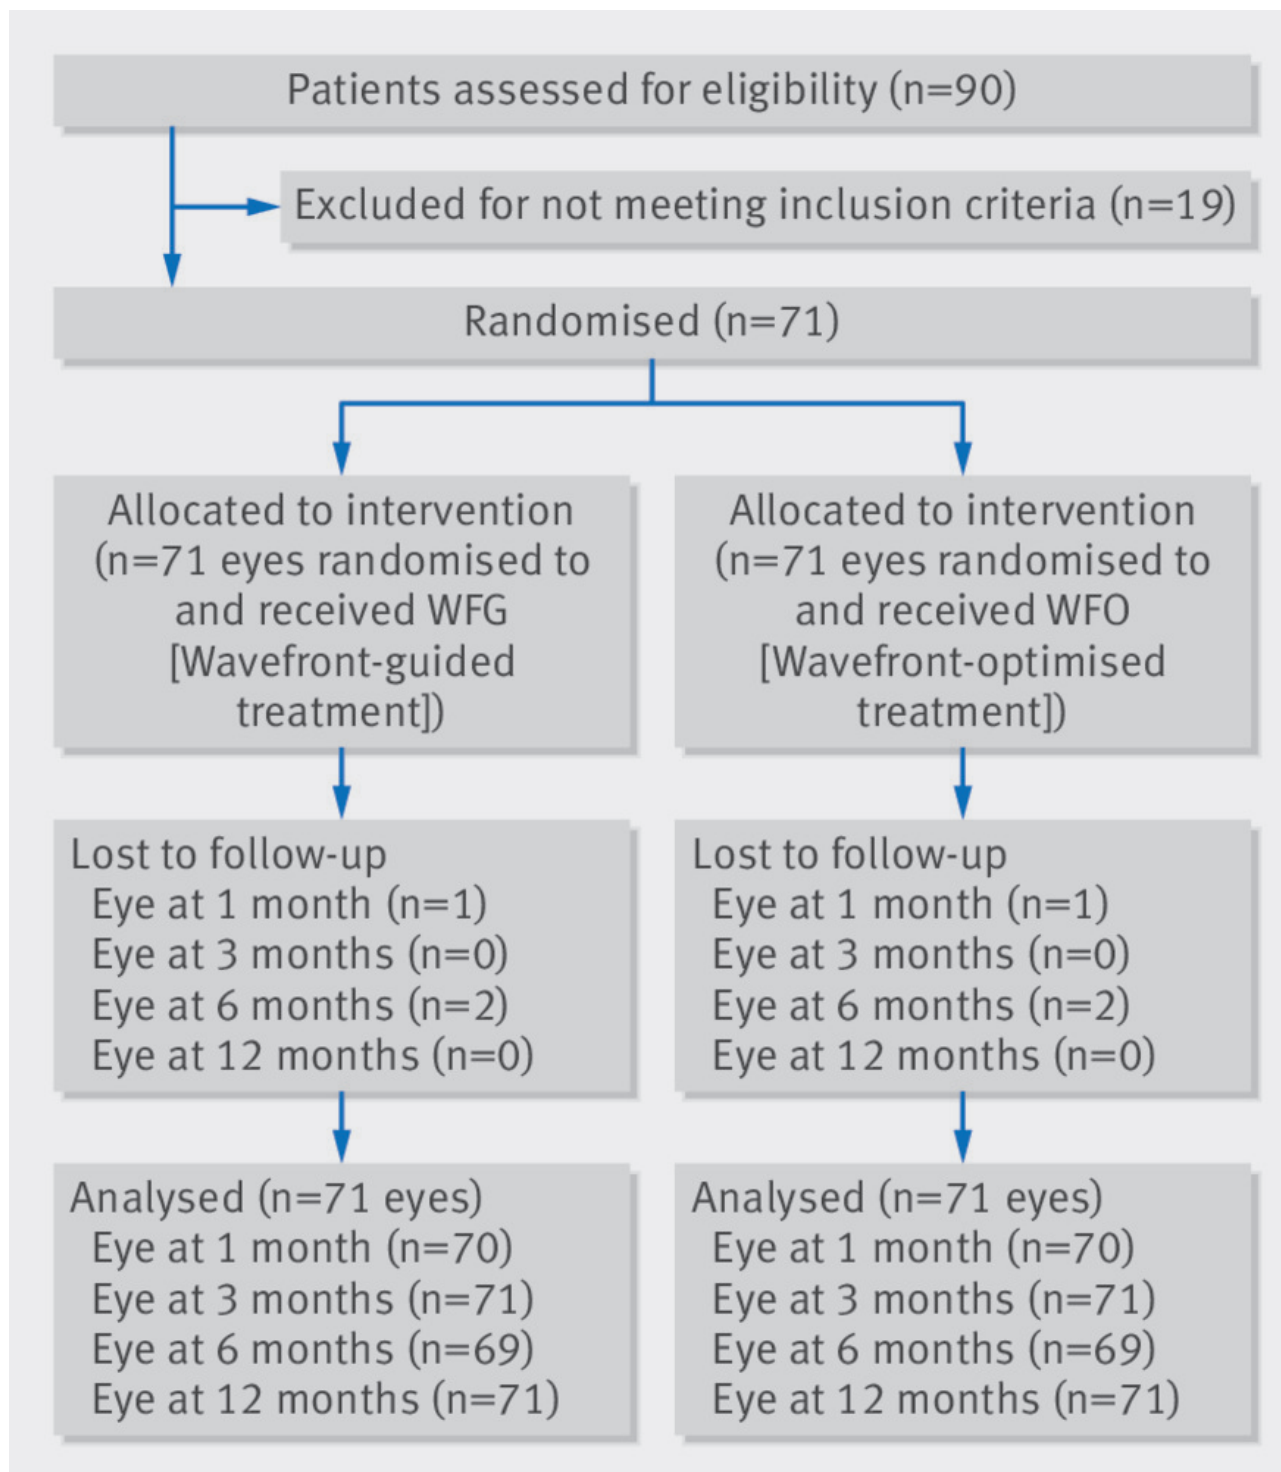 Patients assessed for eligibility (n=90)
Excluded for not meeting inclusion criteria (n=19)
Randomised (n=71)
Allocated to intervention
(n=71 eyes randomised to
and received WFG
[Wavefront-guided
treatment])
Allocated to intervention
(n=71 eyes randomised to
and received WFO
[Wavefront-optimised
treatment])
Lost to follow-up
Eye at 1 month (n=1)
Eye at 3 months (n=0)
Eye at 6 months (n=2)
Eye at 12 months (n=0)
Lost to follow-up
Eye at 1 month (n=1)
Eye at 3 months (n=0)
Eye at 6 months (n=2)
Eye at 12 months (n=0)
Analysed (n=71 eyes)
Eye at 1 month (n=70)
Eye at 3 months (n=71)
Eye at 6 months (n=69)
Eye at 12 months (n=71)
Analysed (n=71 eyes)
Eye at 1 month (n=70)
Eye at 3 months (n=71)
Eye at 6 months (n=69)
Eye at 12 months (n=71)